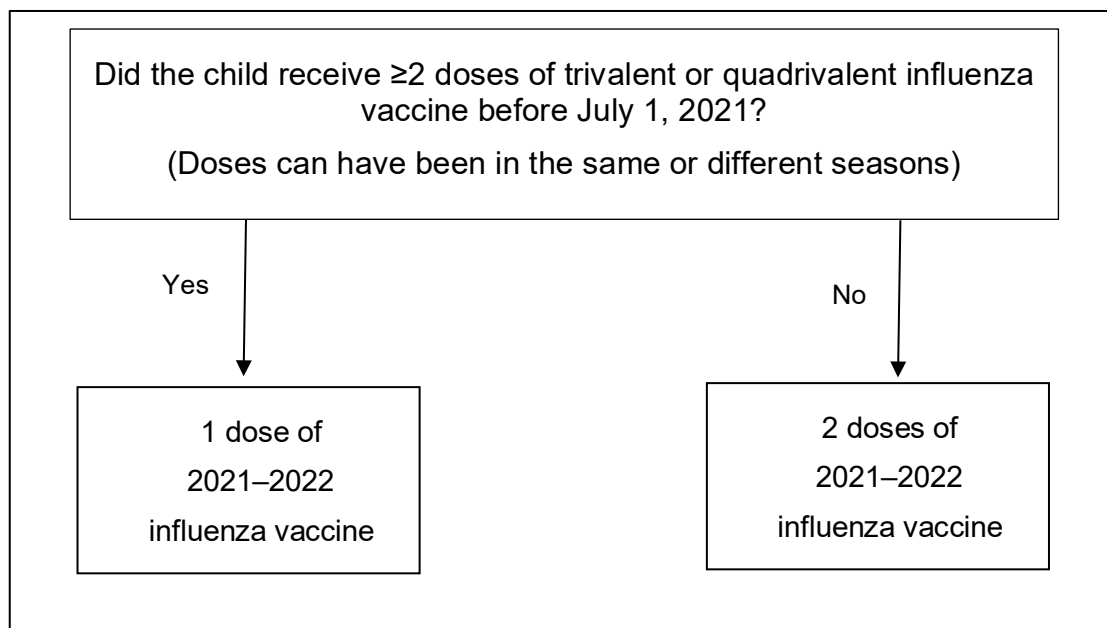 Did the child receive ≥2 doses of trivalent or quadrivalent influenza
vaccine before July 1, 2021?
(Doses can have been in the same or different seasons)
Yes
No
1 dose of
2021–2022
influenza vaccine
2 doses of
2021–2022
influenza vaccine